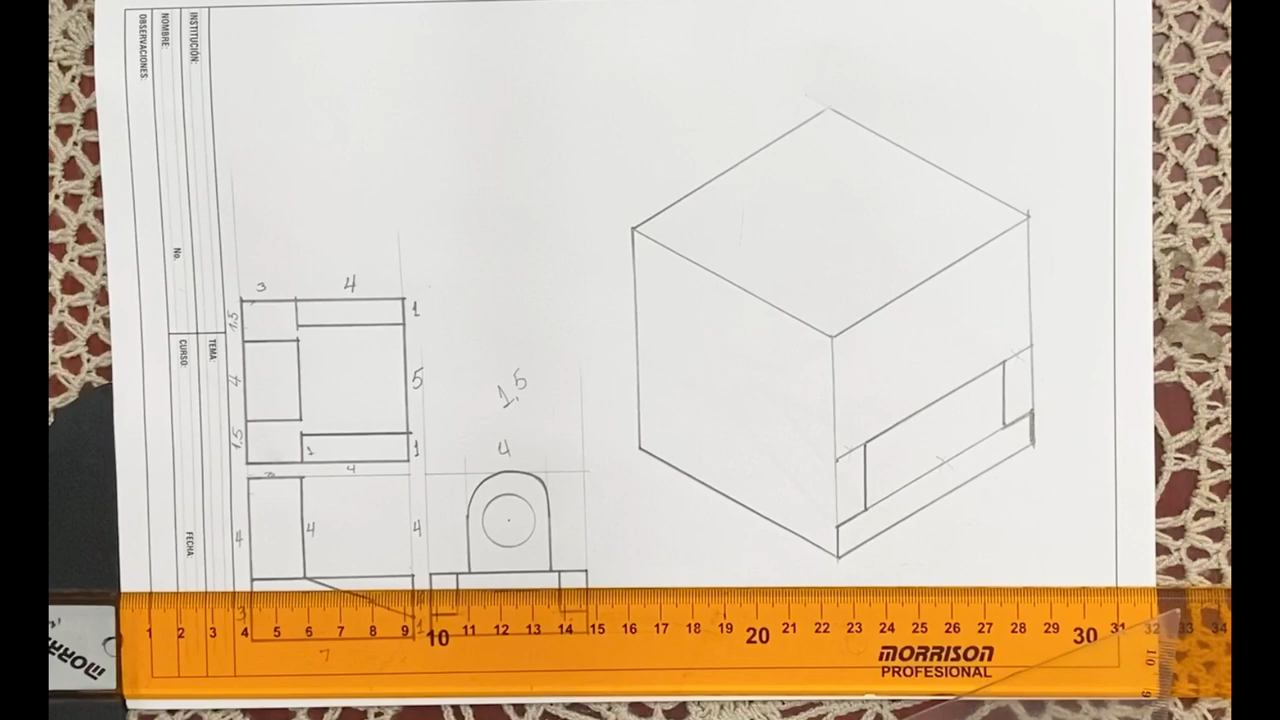 INSTITUCIÓN:
NOMBRE:
OBSERVACIONES:
No.
TEMA:
CURSO:
FECHA:
3 4
1,5 1
4 5
1,5 1 1
4
4 4 4
3 1
7
1,5
4
1 2 3 4 5 6 7 8 9 10 11 12 13 14 15 16 17 18 19 20 21 22 23 24 25 26 27 28 29 30 31 32 33 34
MORRISON
PROFESIONAL